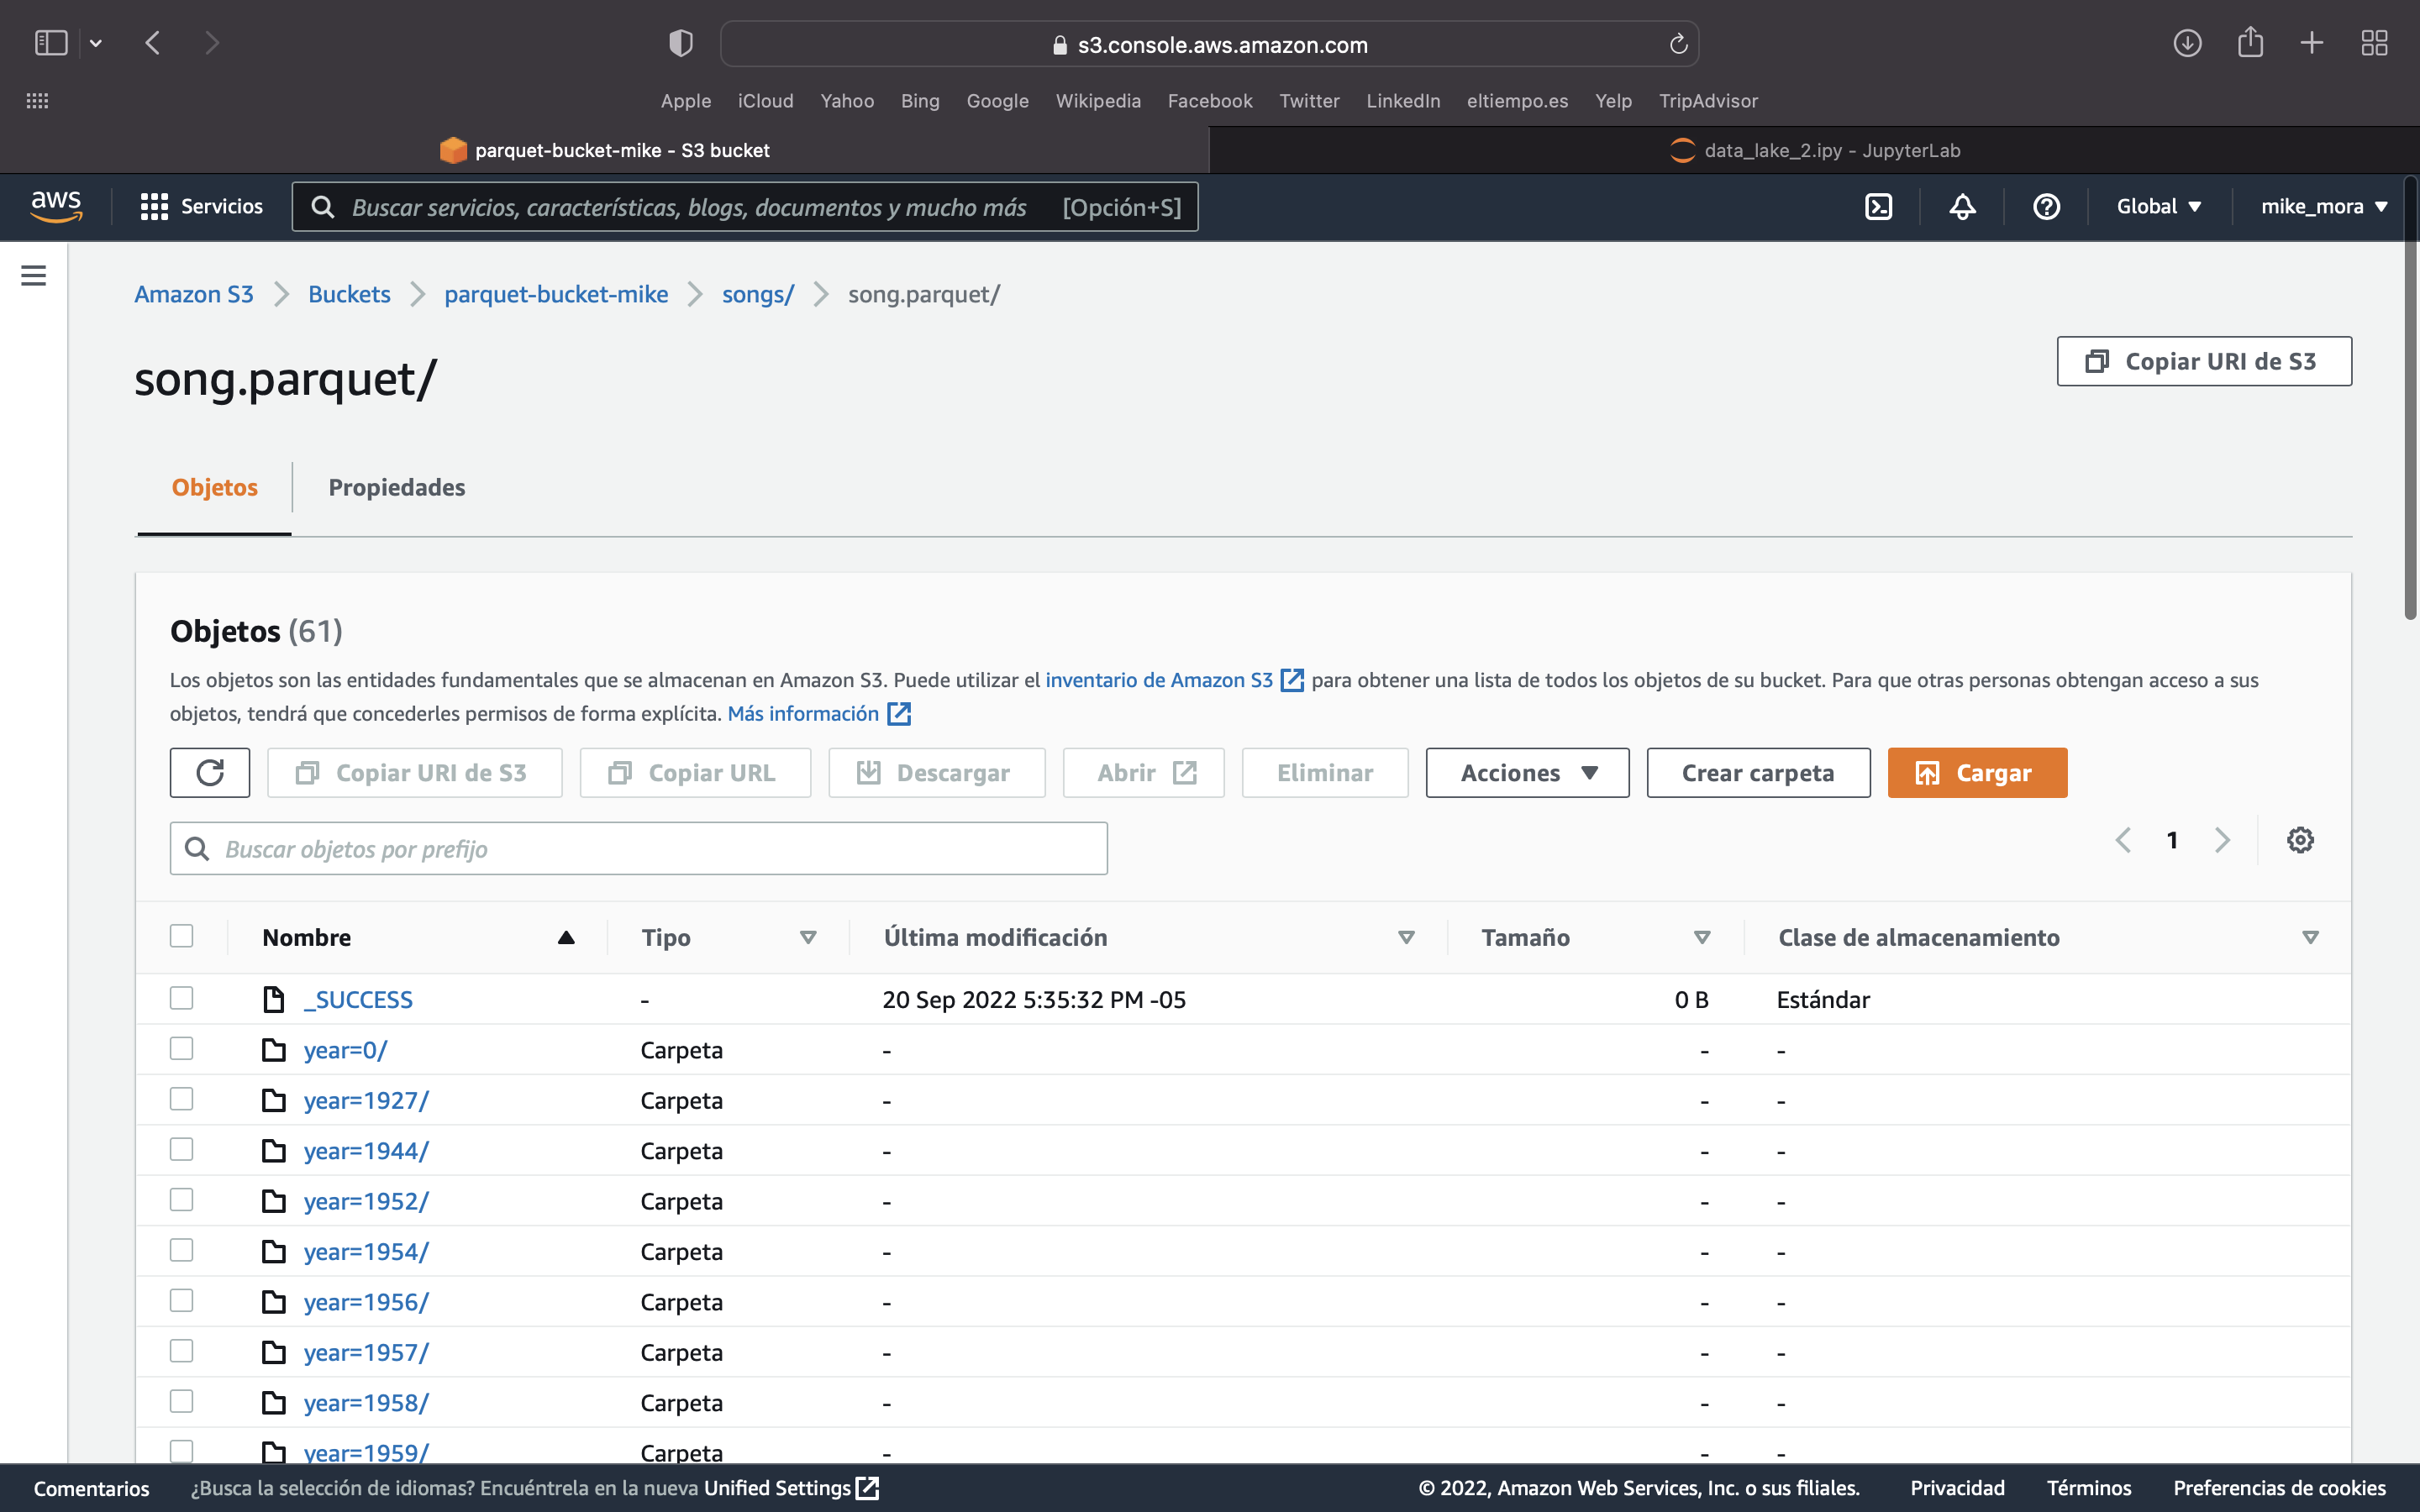 s3.console.aws.amazon.com
Apple iCloud Yahoo Bing Google Wikipedia Facebook Twitter LinkedIn eltiempo.es Yelp TripAdvisor
parquet-bucket-mike - S3 bucket data_lake_2.ipy - JupyterLab
aws Servicios Buscar servicios, características, blogs, documentos y mucho más [Opción+S] Global mike_mora
Amazon S3 Buckets parquet-bucket-mike songs/ song.parquet/
song.parquet/ Copiar URI de S3
Objetos Propiedades
Objetos (61)
Los objetos son las entidades fundamentales que se almacenan en Amazon S3. Puede utilizar el inventario de Amazon S3 para obtener una lista de todos los objetos de su bucket. Para que otras personas obtengan acceso a sus
objetos, tendrá que concederles permisos de forma explícita. Más información
Copiar URI de S3 Copiar URL Descargar Abrir Eliminar Acciones Crear carpeta Cargar
Buscar objetos por prefijo 1
Nombre Tipo Última modificación Tamaño Clase de almacenamiento
_SUCCESS - 20 Sep 2022 5:35:32 PM -05 0 B Estándar
year=0/ Carpeta - - -
year=1927/ Carpeta - - -
year=1944/ Carpeta - - -
year=1952/ Carpeta - - -
year=1954/ Carpeta - - -
year=1956/ Carpeta - - -
year=1957/ Carpeta - - -
year=1958/ Carpeta - - -
year=1959/ Carpeta - - -
Comentarios ¿Busca la selección de idiomas? Encuéntrela en la nueva Unified Settings © 2022, Amazon Web Services, Inc. o sus filiales. Privacidad Términos Preferencias de cookies